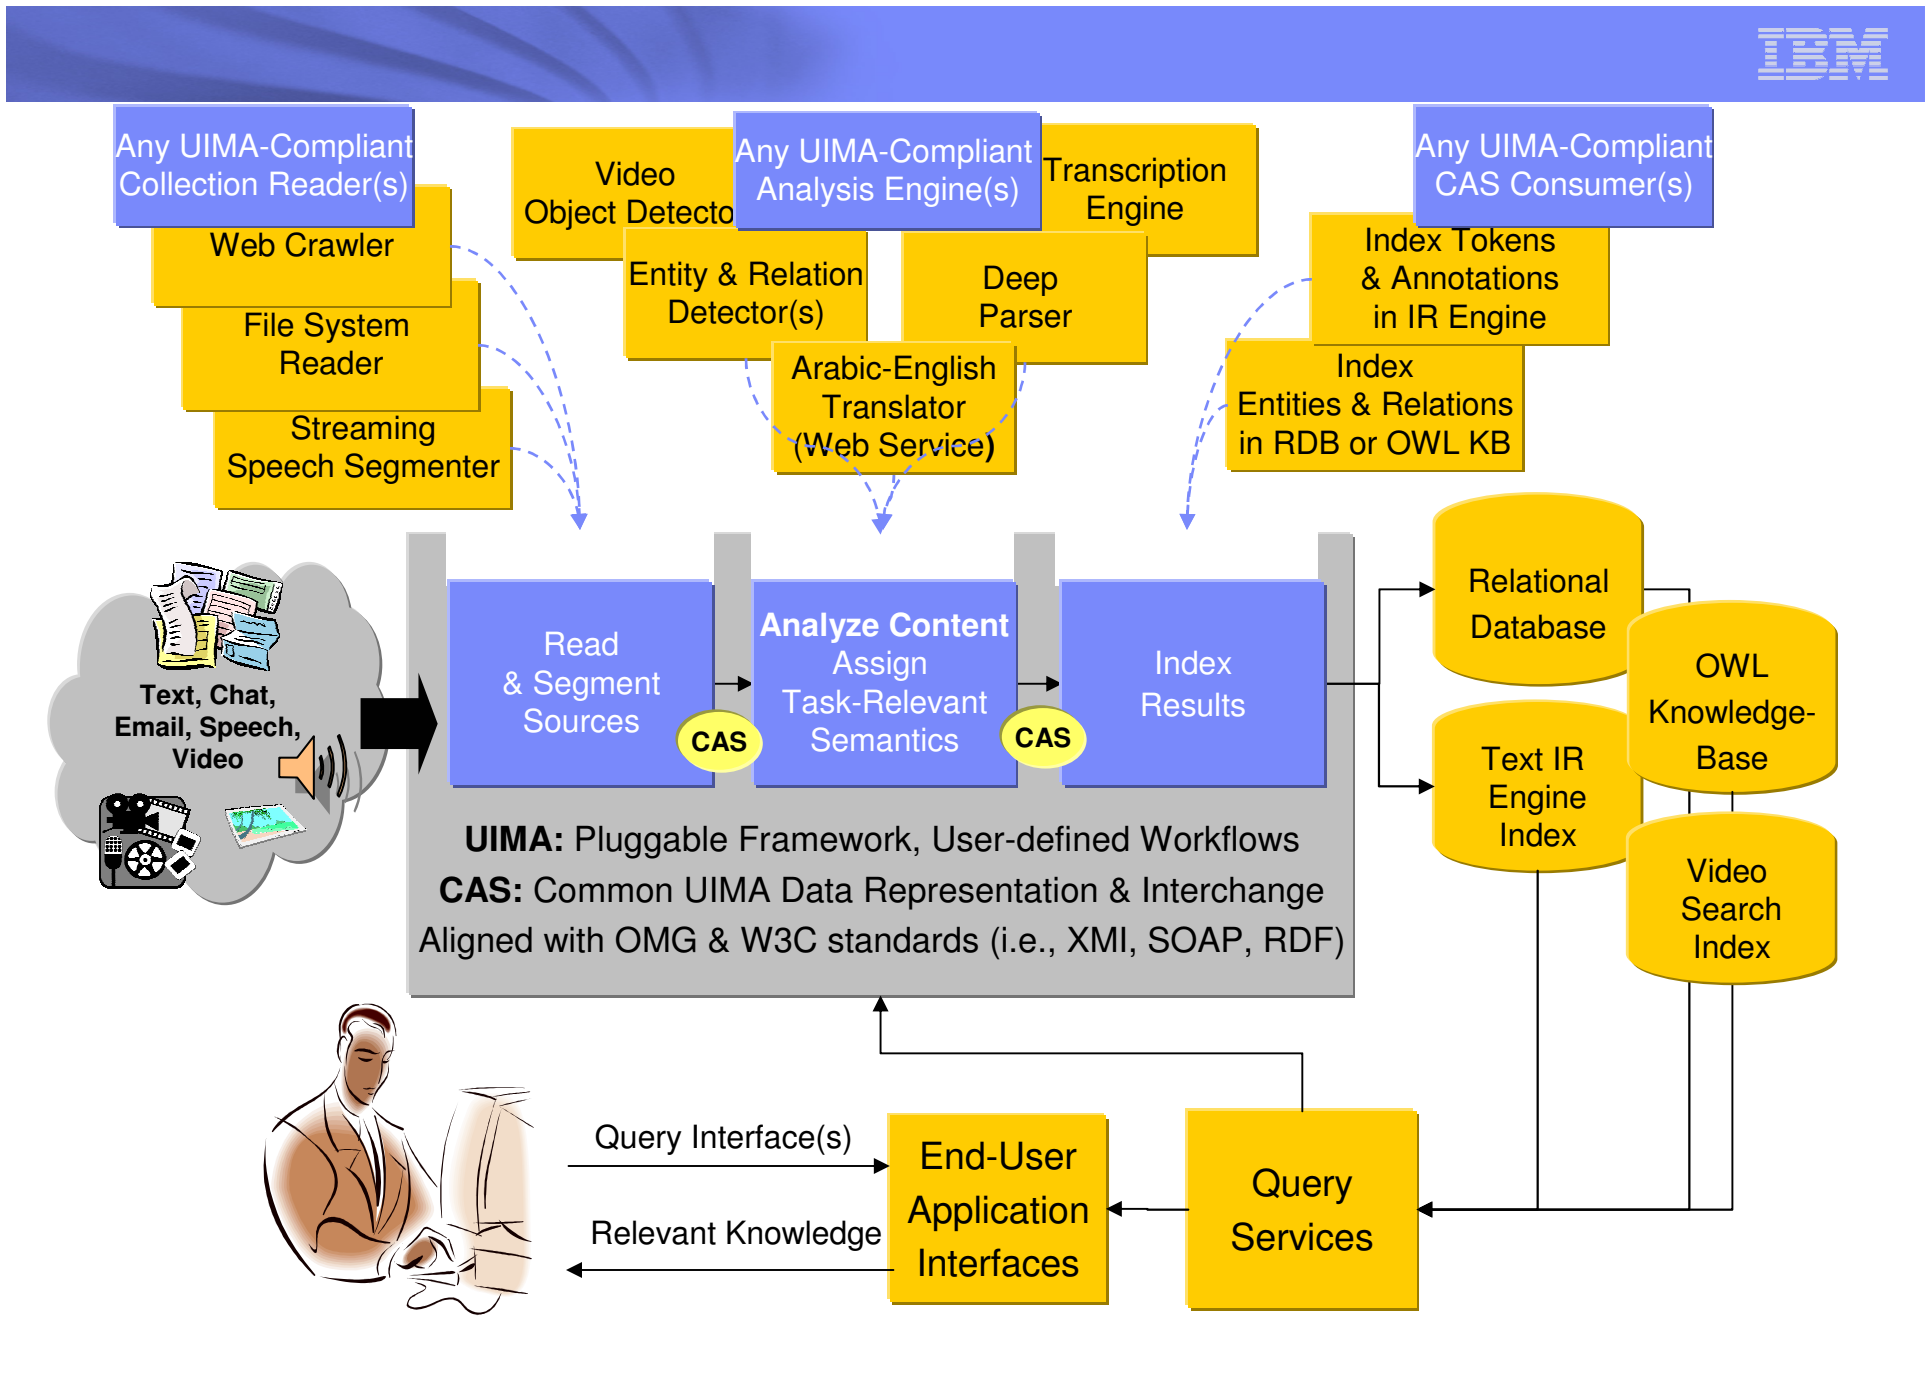 IBM
Any UIMA-Compliant
Collection Reader(s)
Web Crawler
File System
Reader
Streaming
Speech Segmenter
Video
Object Detecto
Any UIMA-Compliant
Analysis Engine(s)
Transcription
Engine
Entity & Relation
Detector(s)
Deep
Parser
Arabic-English
Translator
(Web Service)
Any UIMA-Compliant
CAS Consumer(s)
Index Tokens
& Annotations
in IR Engine
Index
Entities & Relations
in RDB or OWL KB
Text, Chat,
Email, Speech,
Video
Read
& Segment
Sources
CAS
Analyze Content
Assign
Task-Relevant
Semantics
CAS
Index
Results
Relational
Database
OWL
Knowledge-
Base
Text IR
Engine
Index
Video
Search
Index
UIMA: Pluggable Framework, User-defined Workflows
CAS: Common UIMA Data Representation & Interchange
Aligned with OMG & W3C standards (i.e., XMI, SOAP, RDF)
Query Interface(s)
Relevant Knowledge
End-User
Application
Interfaces
Query
Services